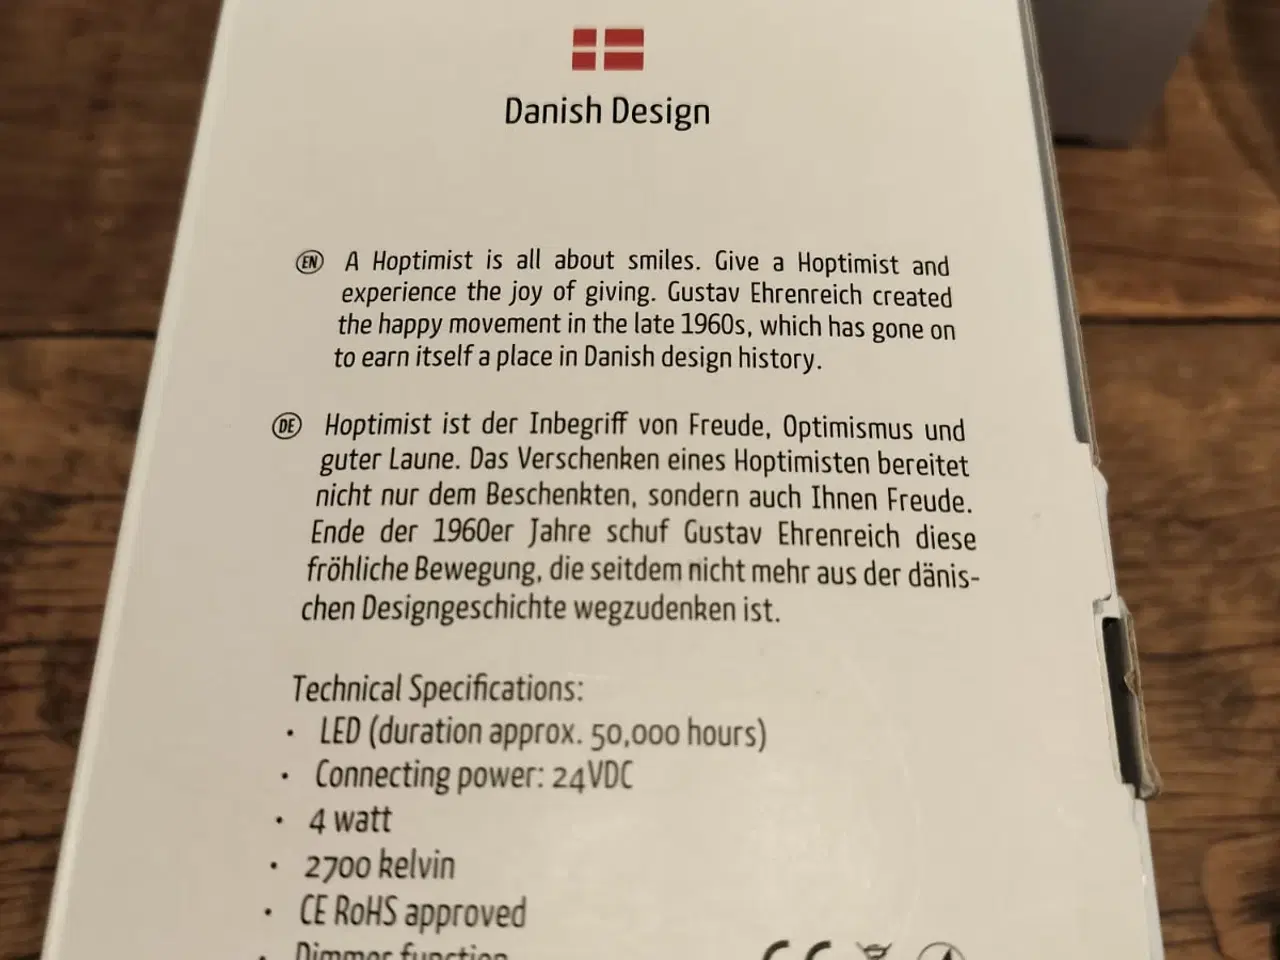 Danish Design
EN A Hoptimist is all about smiles. Give a Hoptimist and
experience the joy of giving. Gustav Ehrenreich created
the happy movement in the late 1960s, which has gone on
to earn itself a place in Danish design history.
DE Hoptimist ist der Inbegriff von Freude, Optimismus und
guter Laune. Das Verschenken eines Hoptimisten bereitet
nicht nur dem Beschenkten, sondern auch Ihnen Freude.
Ende der 1960er Jahre schuf Gustav Ehrenreich diese
fröhliche Bewegung, die seitdem nicht mehr aus der dänis-
chen Designgeschichte wegzudenken ist.
Technical Specifications:
• LED (duration approx. 50,000 hours)
• Connecting power: 24VDC
• 4 watt
• 2700 kelvin
• CE RoHS approved
• Dimmer function
CE